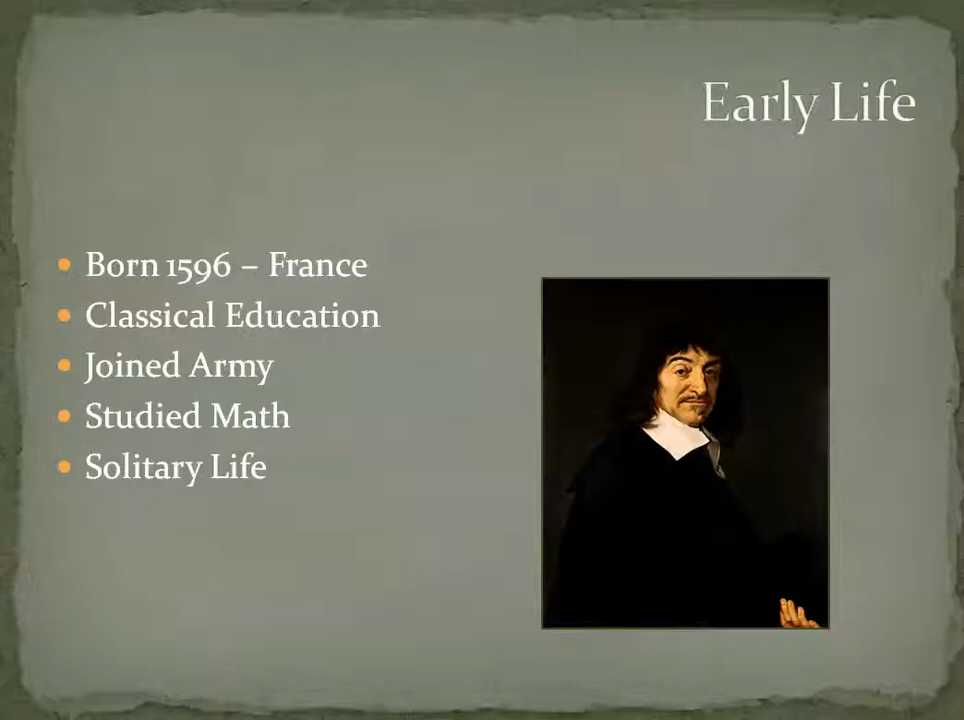 Early Life
• Born 1596 – France
• Classical Education
• Joined Army
• Studied Math
• Solitary Life